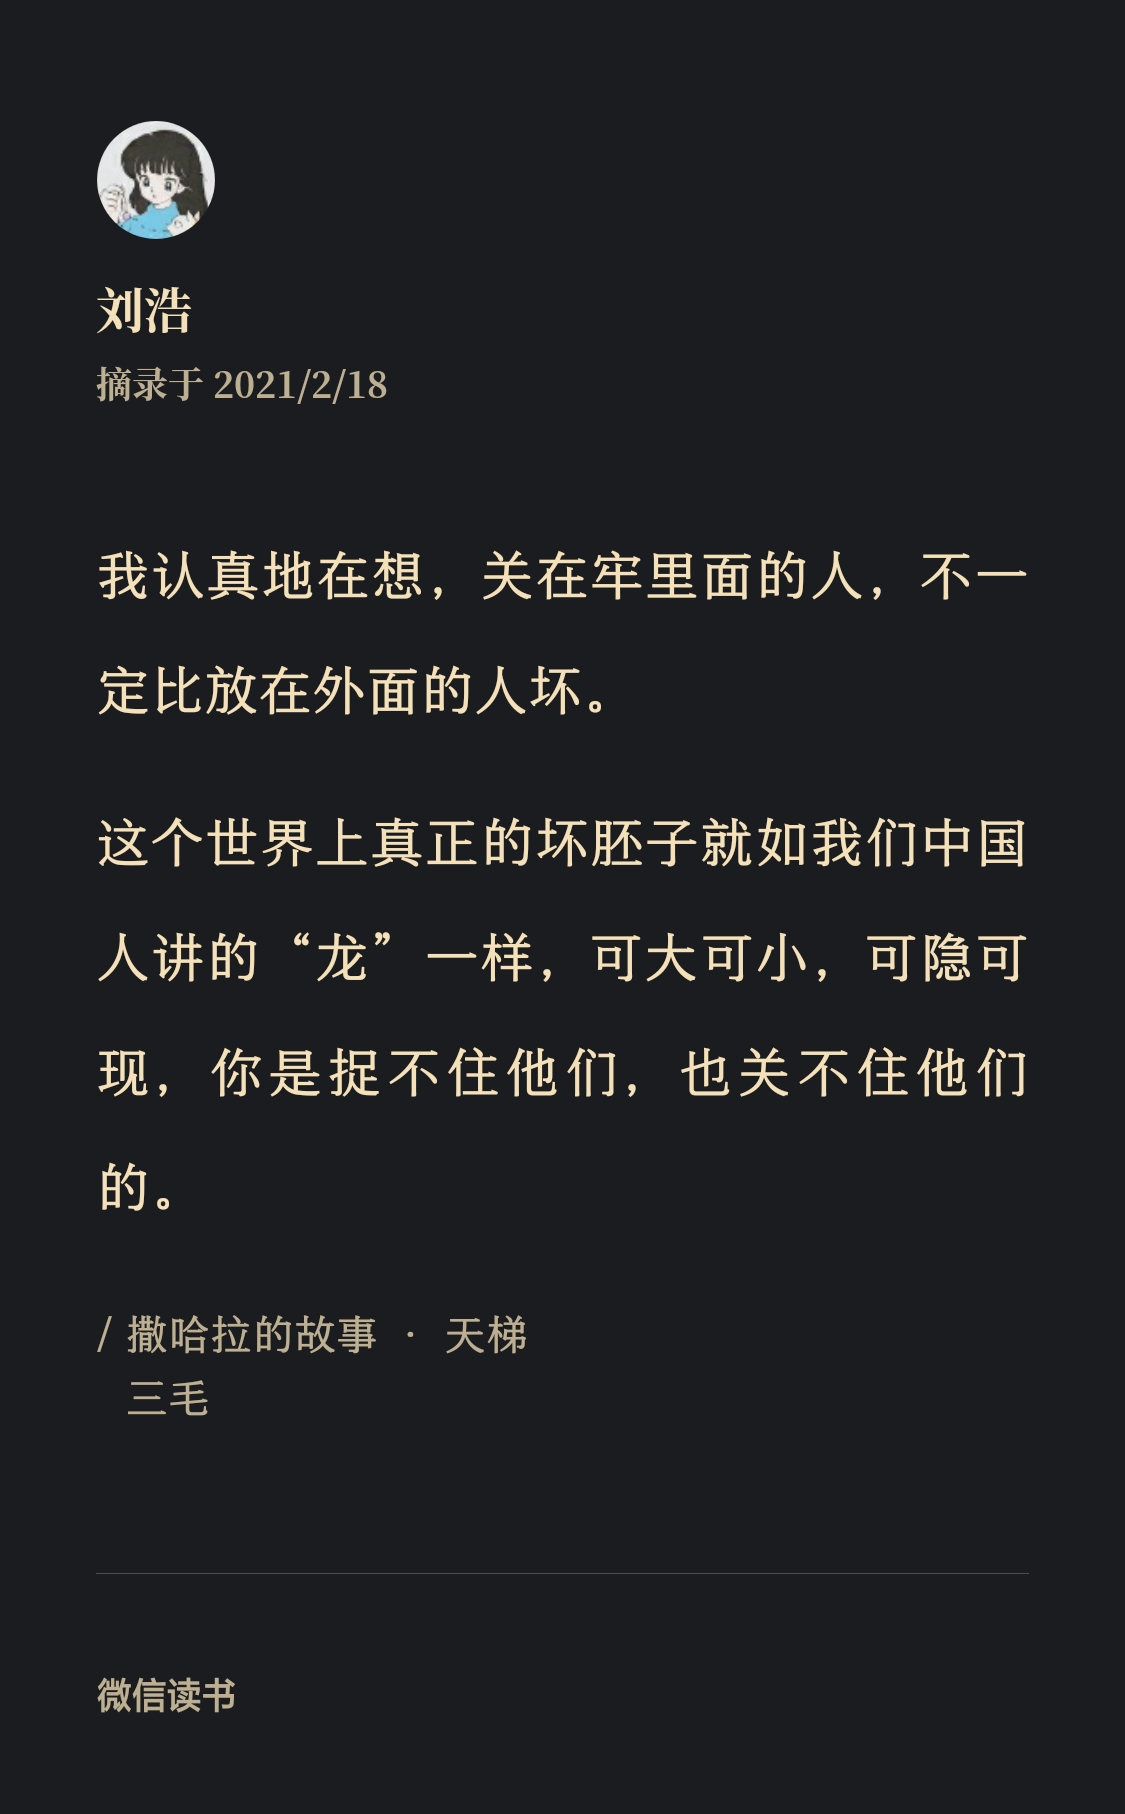 刘浩
摘录于 2021/2/18
我认真地在想，关在牢里面的人，不一
定比放在外面的人坏。
这个世界上真正的坏胚子就如我们中国
人讲的“龙”一样，可大可小，可隐可
现，你是捉不住他们，也关不住他们
的。
/ 撒哈拉的故事 · 天梯
三毛
微信读书